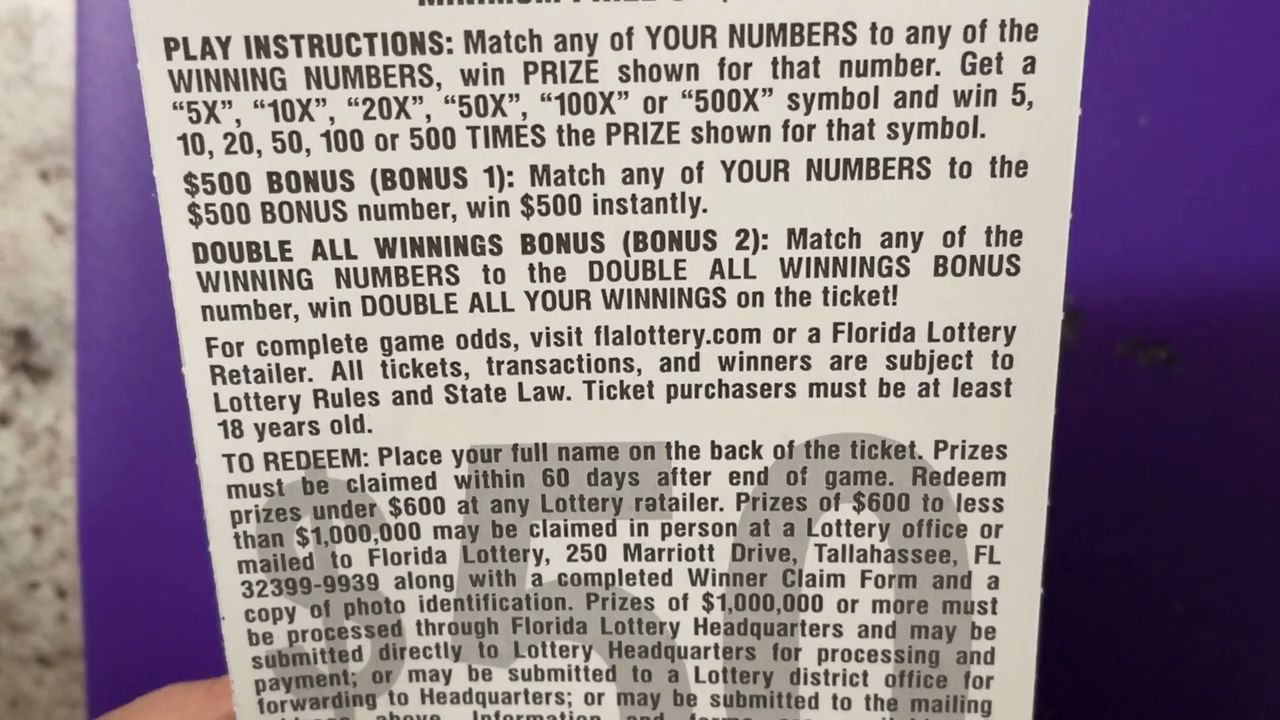 PLAY INSTRUCTIONS: Match any of YOUR NUMBERS to any of the
WINNING NUMBERS, win PRIZE shown for that number. Get a
“5X”, “10X”, “20X”, “50X”, “100X” or “500X” symbol and win 5,
10, 20, 50, 100 or 500 TIMES the PRIZE shown for that symbol.
$500 BONUS (BONUS 1): Match any of YOUR NUMBERS to the
$500 BONUS number, win $500 instantly.
DOUBLE ALL WINNINGS BONUS (BONUS 2): Match any of the
WINNING NUMBERS to the DOUBLE ALL WINNINGS BONUS
number, win DOUBLE ALL YOUR WINNINGS on the ticket!
For complete game odds, visit flalottery.com or a Florida Lottery
Retailer. All tickets, transactions, and winners are subject to
Lottery Rules and State Law. Ticket purchasers must be at least
18 years old.
TO REDEEM: Place your full name on the back of the ticket. Prizes
must be claimed within 60 days after end of game. Redeem
prizes under $600 at any Lottery ratailer. Prizes of $600 to less
than $1,000,000 may be claimed in person at a Lottery office or
mailed to Florida Lottery, 250 Marriott Drive, Tallahassee, FL
32399-9939 along with a completed Winner Claim Form and a
copy of photo identification. Prizes of $1,000,000 or more must
be processed through Florida Lottery Headquarters and may be
submitted directly to Lottery Headquarters for processing and
payment; or may be submitted to a Lottery district office for
forwarding to Headquarters; or may be submitted to the mailing
above. Information and
$50